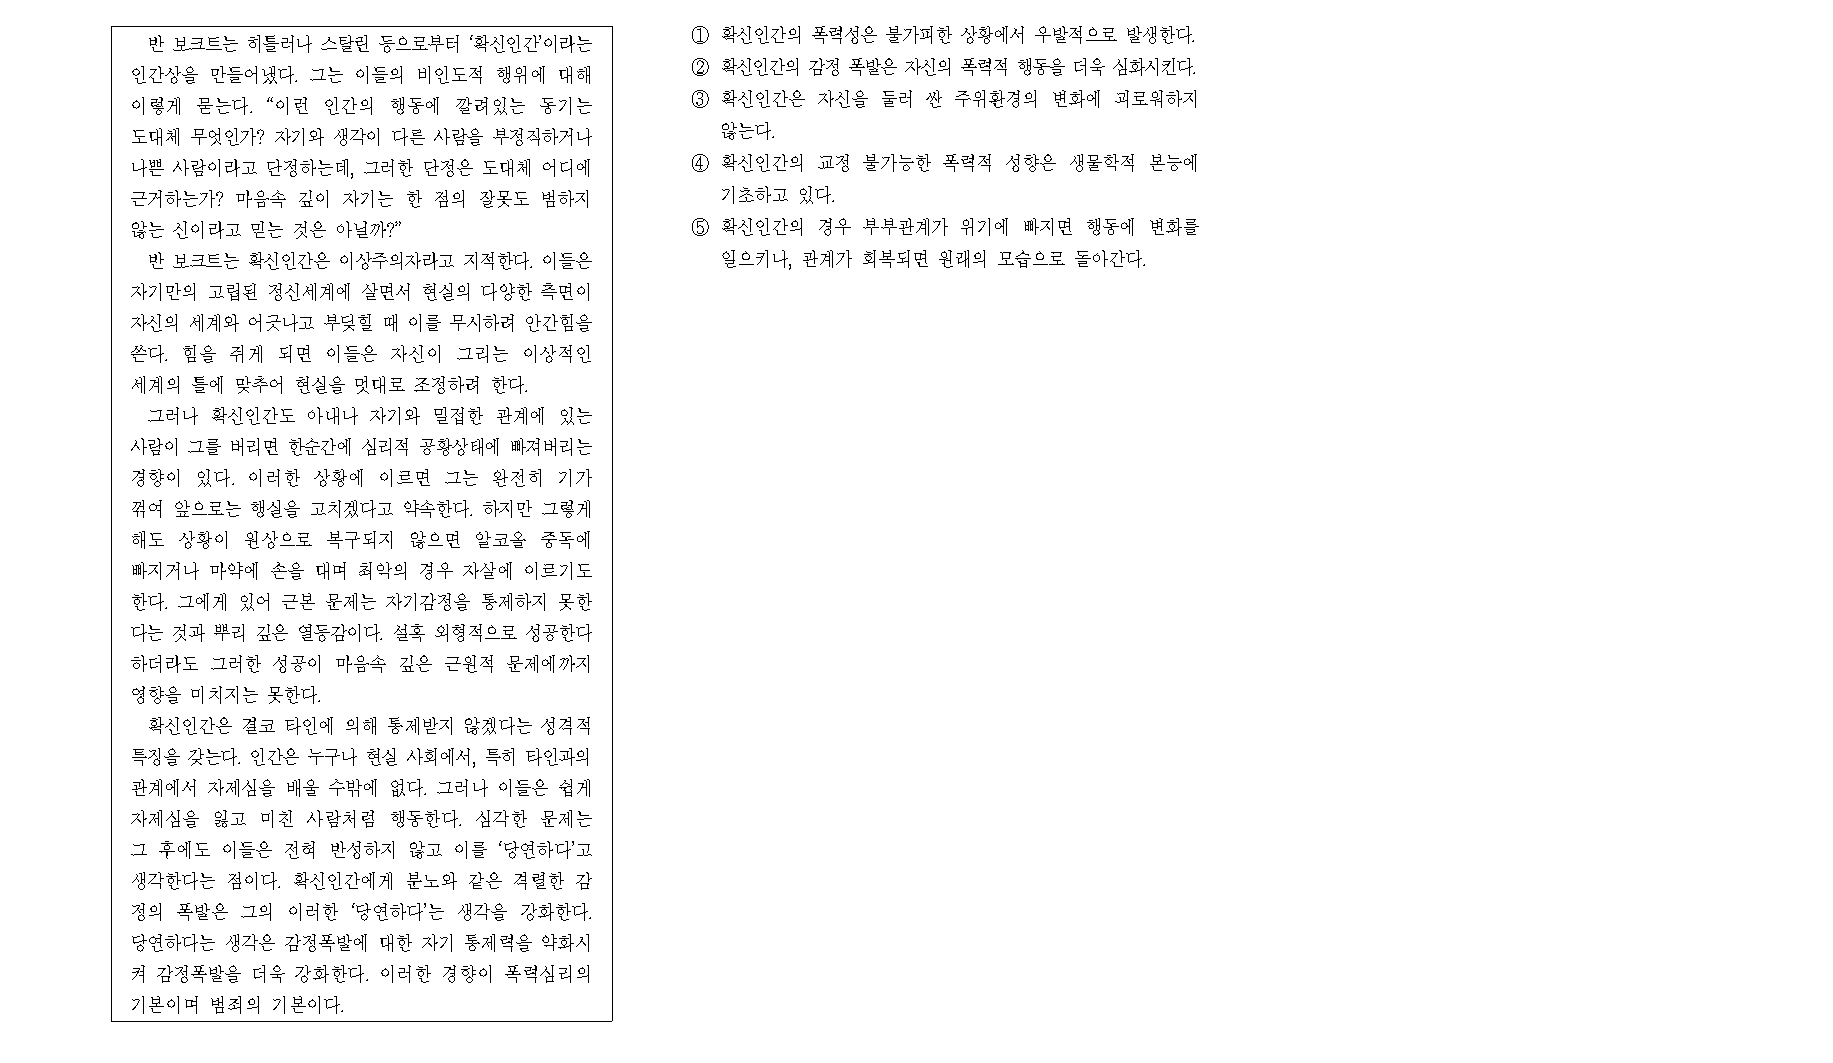 반 보크트는 히틀러나 스탈린 등으로부터 ‘확신인간’이라는
인간상을 만들어냈다. 그는 이들의 비인도적 행위에 대해
이렇게 묻는다. “이런 인간의 행동에 깔려있는 동기는
도대체 무엇인가? 자기와 생각이 다른 사람을 부정직하거나
나쁜 사람이라고 단정하는데, 그러한 단정은 도대체 어디에
근거하는가? 마음속 깊이 자기는 한 점의 잘못도 범하지
않는 신이라고 믿는 것은 아닐까?”
반 보크트는 확신인간은 이상주의자라고 지적한다. 이들은
자기만의 고립된 정신세계에 살면서 현실의 다양한 측면이
자신의 세계와 어긋나고 부딪힐 때 이를 무시하려 안간힘을
쓴다. 힘을 쥐게 되면 이들은 자신이 그리는 이상적인
세계의 틀에 맞추어 현실을 멋대로 조정하려 한다.
그러나 확신인간도 아내나 자기와 밀접한 관계에 있는
사람이 그를 버리면 한순간에 심리적 공황상태에 빠져버리는
경향이 있다. 이러한 상황에 이르면 그는 완전히 기가
꺾여 앞으로는 행실을 고치겠다고 약속한다. 하지만 그렇게
해도 상황이 원상으로 복구되지 않으면 알코올 중독에
빠지거나 마약에 손을 대며 최악의 경우 자살에 이르기도
한다. 그에게 있어 근본 문제는 자기감정을 통제하지 못한
다는 것과 뿌리 깊은 열등감이다. 설혹 외형적으로 성공한다
하더라도 그러한 성공이 마음속 깊은 근원적 문제에까지
영향을 미치지는 못한다.
확신인간은 결코 타인에 의해 통제받지 않겠다는 성격적
특징을 갖는다. 인간은 누구나 현실 사회에서, 특히 타인과의
관계에서 자제심을 배울 수밖에 없다. 그러나 이들은 쉽게
자제심을 잃고 미친 사람처럼 행동한다. 심각한 문제는
그 후에도 이들은 전혀 반성하지 않고 이를 ‘당연하다’고
생각한다는 점이다. 확신인간에게 분노와 같은 격렬한 감
정의 폭발은 그의 이러한 ‘당연하다’는 생각을 강화한다.
당연하다는 생각은 감정폭발에 대한 자기 통제력을 약화시
켜 감정폭발을 더욱 강화한다. 이러한 경향이 폭력심리의
기본이며 범죄의 기본이다.
① 확신인간의 폭력성은 불가피한 상황에서 우발적으로 발생한다.
② 확신인간의 감정 폭발은 자신의 폭력적 행동을 더욱 심화시킨다.
③ 확신인간은 자신을 둘러 싼 주위환경의 변화에 괴로워하지
않는다.
④ 확신인간의 교정 불가능한 폭력적 성향은 생물학적 본능에
기초하고 있다.
⑤ 확신인간의 경우 부부관계가 위기에 빠지면 행동에 변화를
일으키나, 관계가 회복되면 원래의 모습으로 돌아간다.